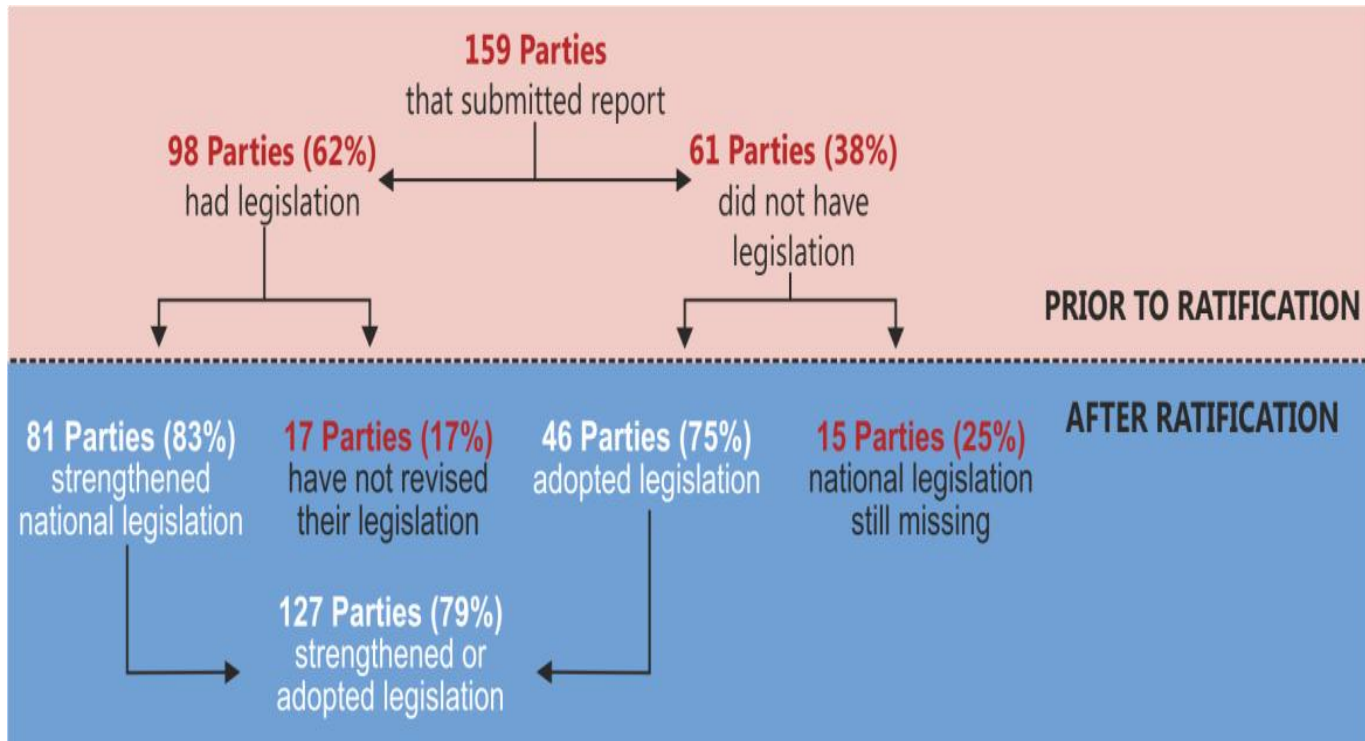 159 Parties
that submitted report
98 Parties (62%)
had legislation
61 Parties (38%)
did not have
legislation
PRIOR TO RATIFICATION
AFTER RATIFICATION
81 Parties (83%)
strengthened
national legislation
17 Parties (17%)
have not revised
their legislation
46 Parties (75%)
adopted legislation
15 Parties (25%)
national legislation
still missing
127 Parties (79%)
strengthened or
adopted legislation